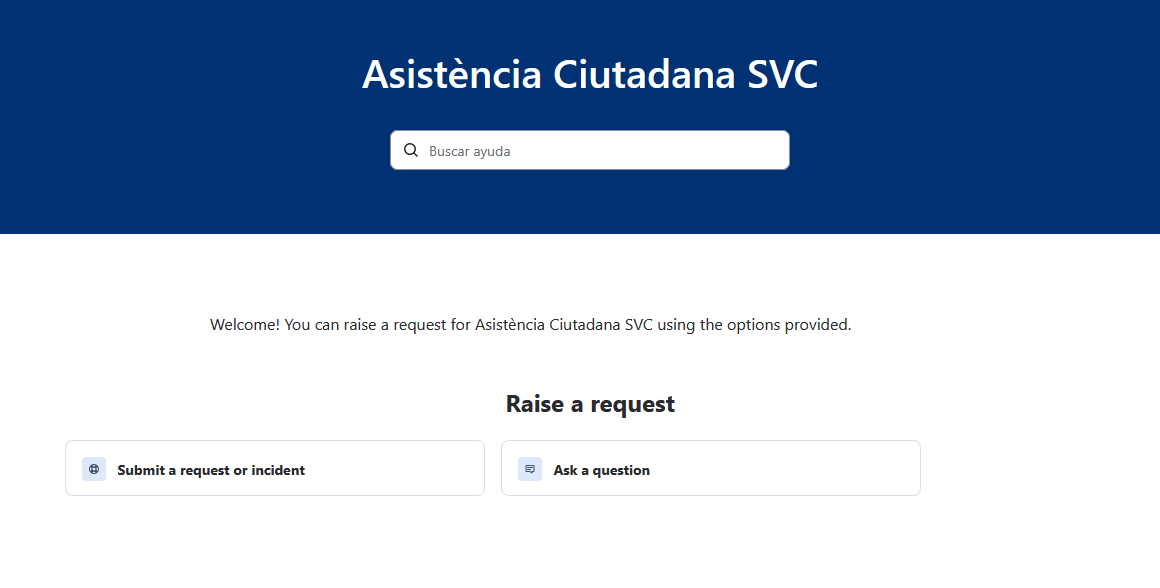 Asistència Ciutadana SVC
Buscar ayuda
Welcome! You can raise a request for Asistència Ciutadana SVC using the options provided.
Raise a request
Submit a request or incident
Ask a question